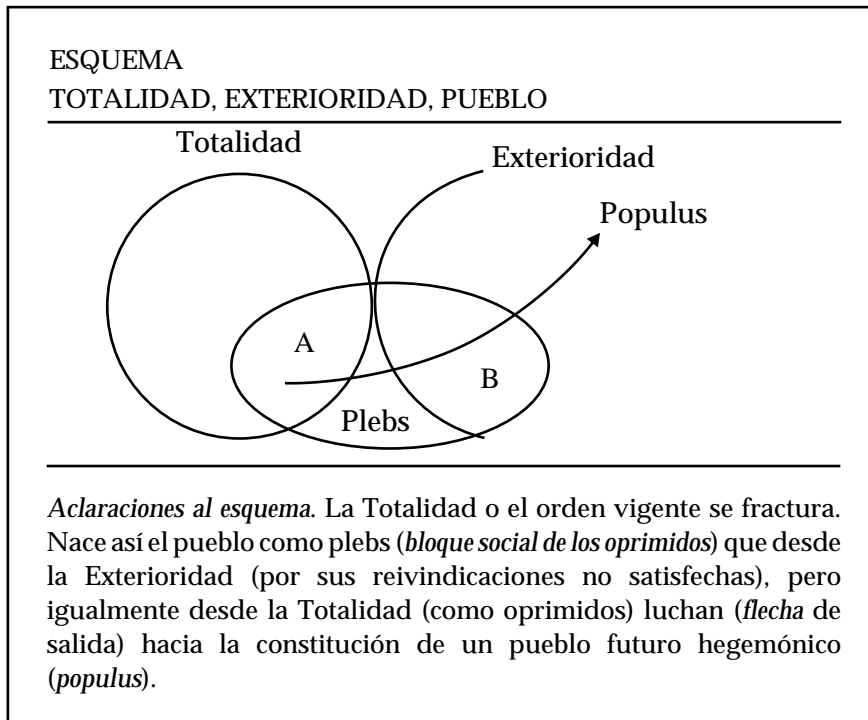 ESQUEMA
TOTALIDAD, EXTERIORIDAD, PUEBLO
Totalidad
Exterioridad
Populus
A
B
Plebs
Aclaraciones al esquema. La Totalidad o el orden vigente se fractura.
Nace así el pueblo como plebs (bloque social de los oprimidos) que desde
la Exterioridad (por sus reivindicaciones no satisfechas), pero
igualmente desde la Totalidad (como oprimidos) luchan (flecha de
salida) hacia la constitución de un pueblo futuro hegemónico
(populus).